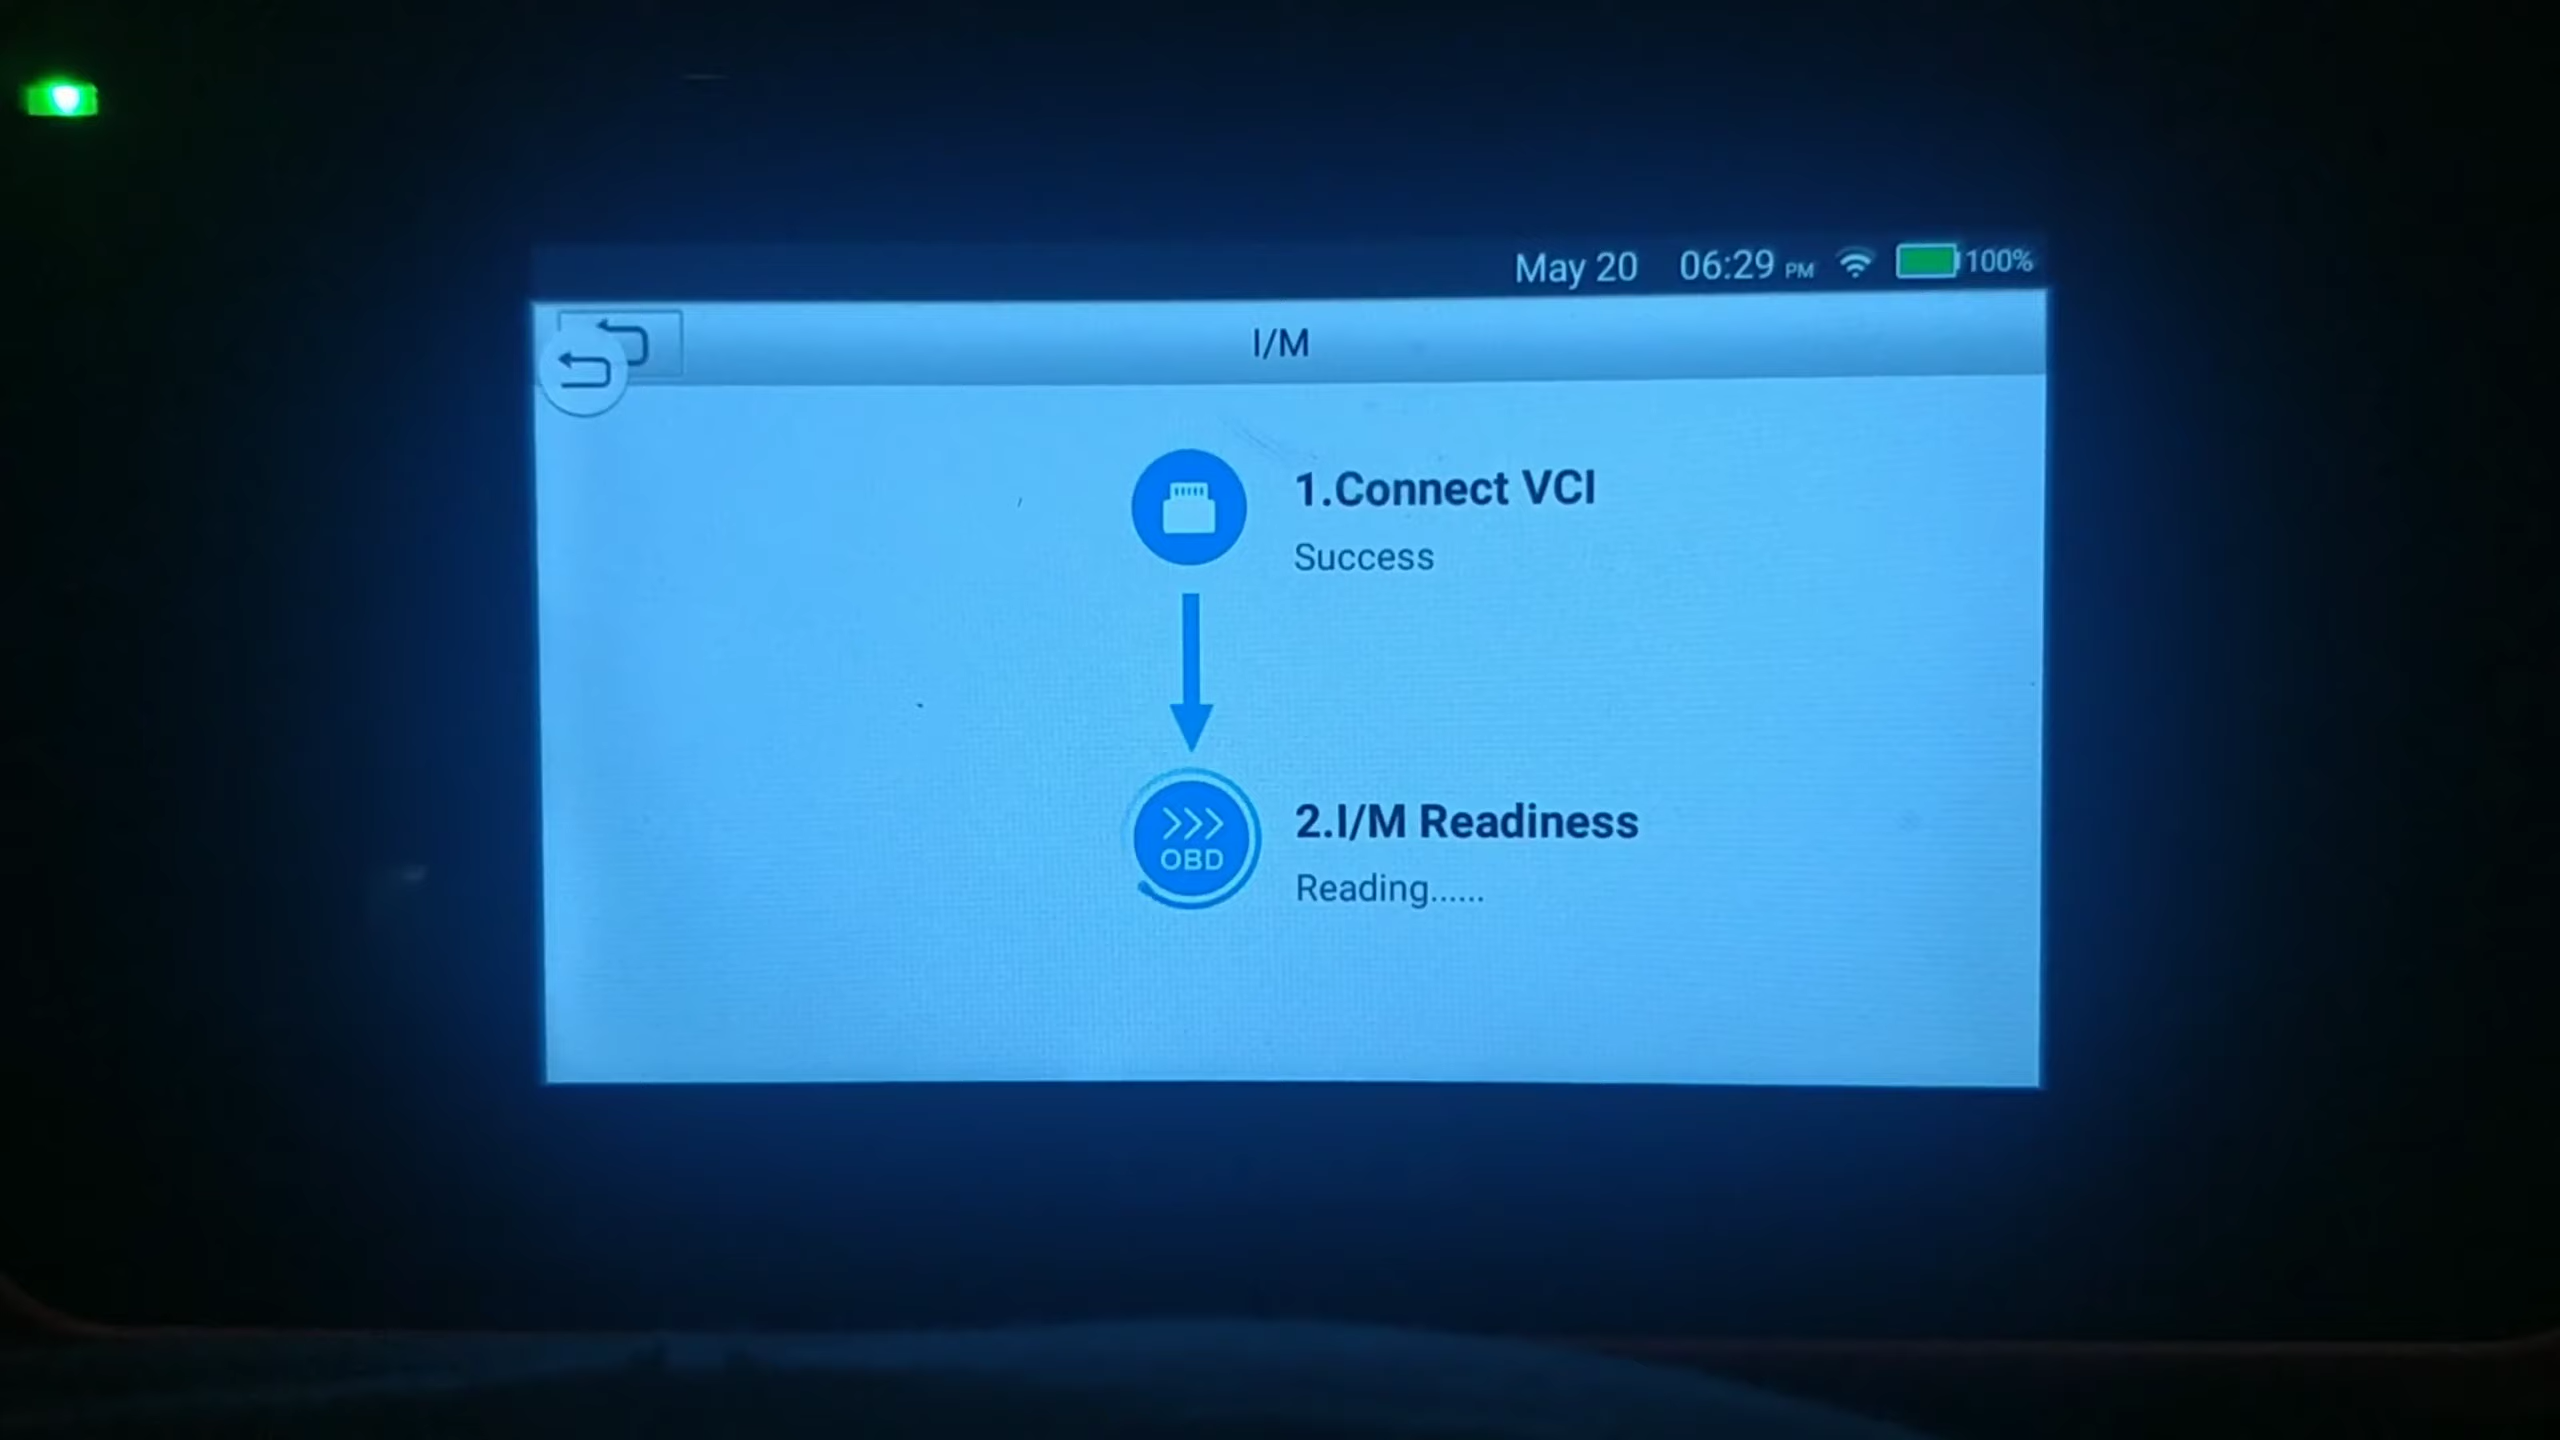 May 20 06:29 PM 100%
I/M
1.Connect VCI
Success
>>>
OBD
2.I/M Readiness
Reading......